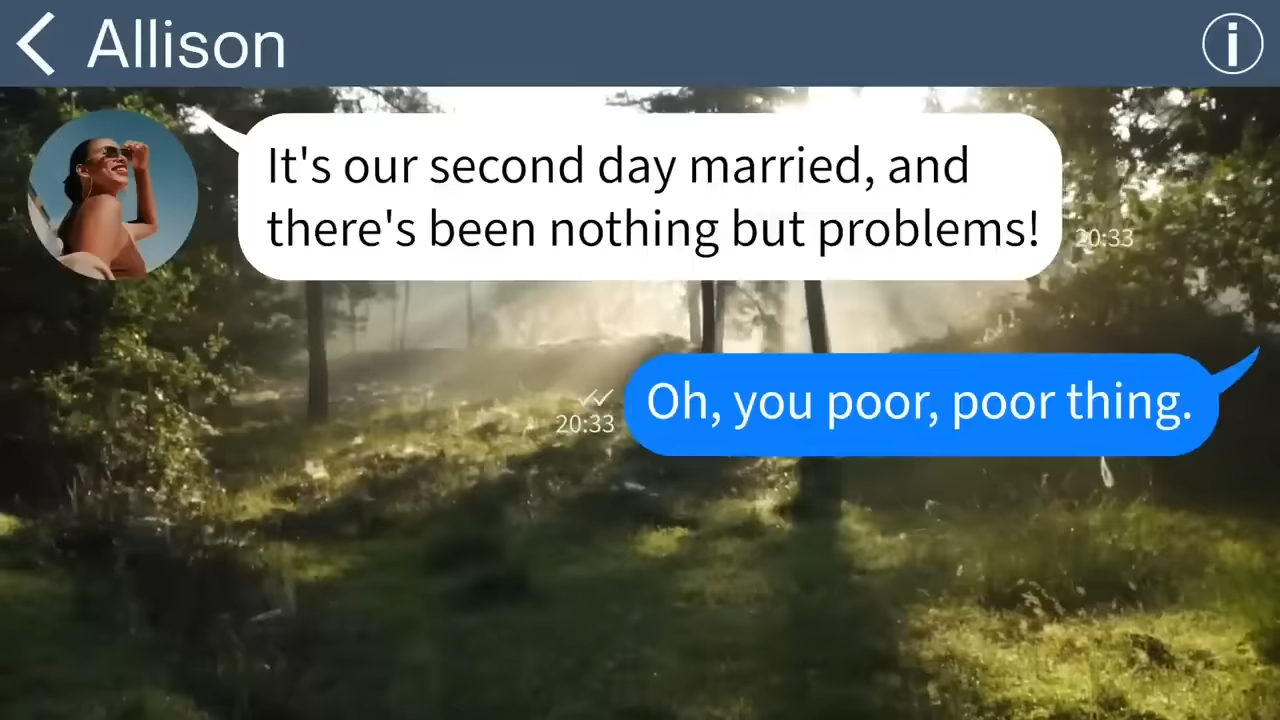 Allison
It's our second day married, and
there's been nothing but problems!
20:33
Oh, you poor, poor thing.
20:33